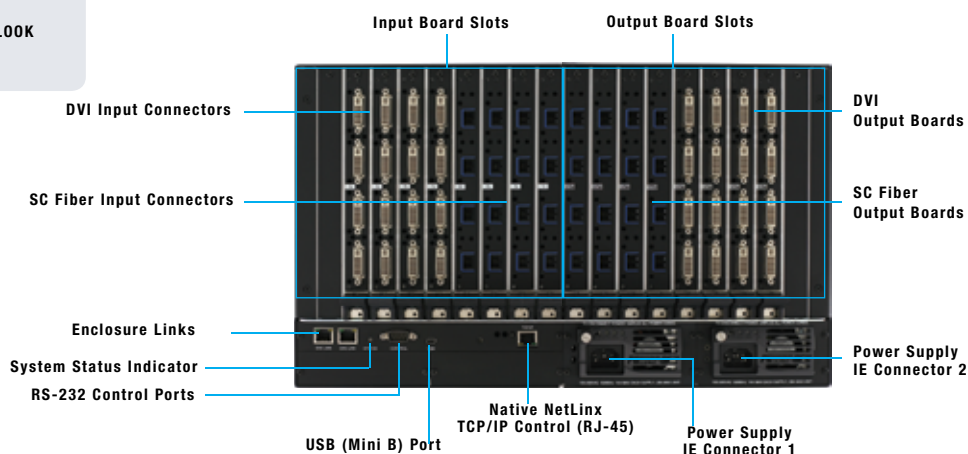 LOOK
Input Board Slots
Output Board Slots
DVI Input Connectors
DVI
Output Boards
SC Fiber Input Connectors
SC Fiber
Output Boards
Enclosure Links
System Status Indicator
RS-232 Control Ports
USB (Mini B) Port
Native NetLinx
TCP/IP Control (RJ-45)
Power Supply
IE Connector 1
Power Supply
IE Connector 2